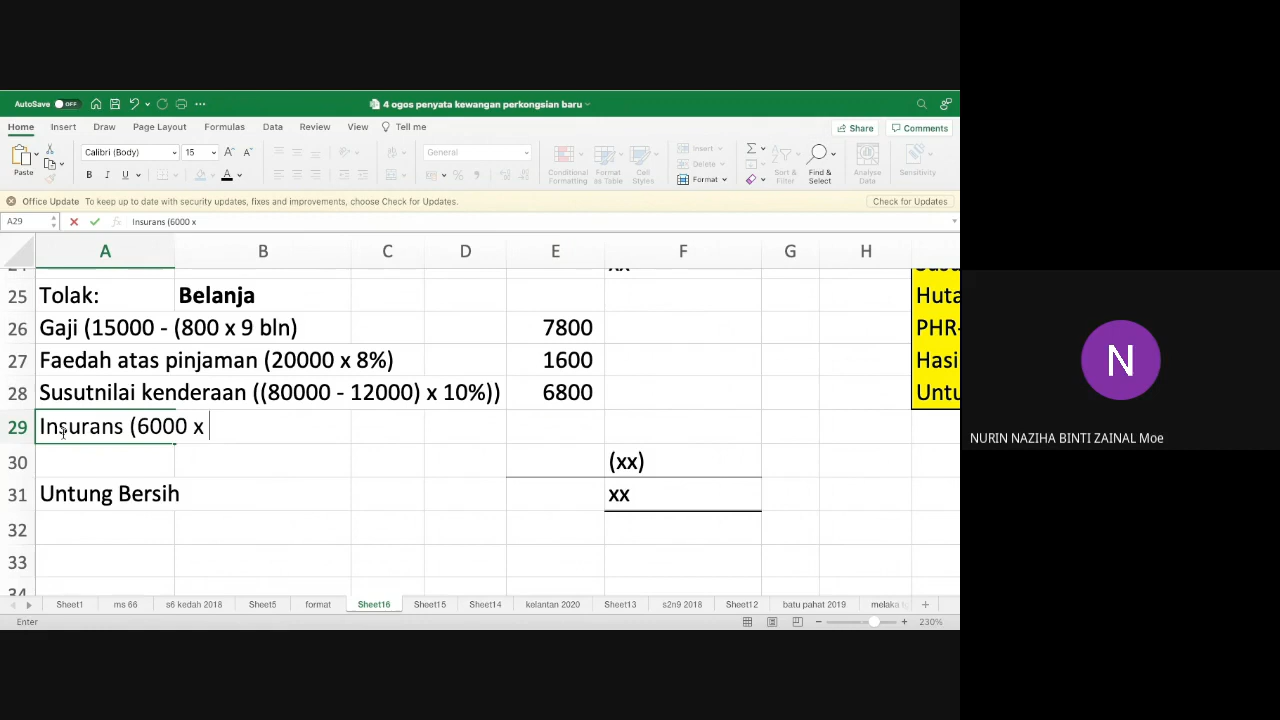 AutoSave OFF
4 ogos penyata kewangan perkongsian baru
Home Insert Draw Page Layout Formulas Data Review View Tell me
Share Comments
Paste
Calibri (Body) 15 A A
General
B I U A
Conditional Formatting
Format as Table
Cell Styles
Insert
Delete
Format
Sort & Filter
Find & Select
Analyse Data
Sensitivity
Office Update To keep up to date with security updates, fixes and improvements, choose Check for Updates. Check for Updates
A29 fx Insurans (6000 x
A B C D E F G H
25 Tolak: Belanja Huta
26 Gaji (15000 - (800 x 9 bln) 7800 PHR-
27 Faedah atas pinjaman (20000 x 8%) 1600 Hasi
28 Susutnilai kenderaan ((80000 - 12000) x 10%)) 6800 Untu
29 Insurans (6000 x
30 (xx)
31 Untung Bersih xx
32
33
34
Sheet1 ms 66 s6 kedah 2018 Sheet5 format Sheet16 Sheet15 Sheet14 kelantan 2020 Sheet13 s2n9 2018 Sheet12 batu pahat 2019 melaka +
Enter 230%
N
NURIN NAZIHA BINTI ZAINAL Moe